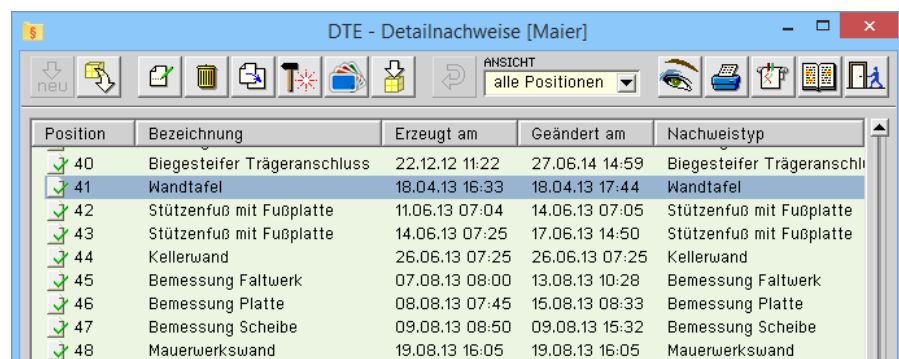 § DTE - Detailnachweise [Maier]
neu ANSICHT
alle Positionen
Position Bezeichnung Erzeugt am Geändert am Nachweistyp
40 Biegesteifer Trägeranschluss 22.12.12 11:22 27.06.14 14:59 Biegesteifer Trägeranschlu
41 Wandtafel 18.04.13 16:33 18.04.13 17:44 Wandtafel
42 Stützenfuß mit Fußplatte 11.06.13 07:04 14.06.13 07:05 Stützenfuß mit Fußplatte
43 Stützenfuß mit Fußplatte 14.06.13 07:25 17.06.13 14:50 Stützenfuß mit Fußplatte
44 Kellerwand 26.06.13 07:25 26.06.13 07:25 Kellerwand
45 Bemessung Faltwerk 07.08.13 08:00 13.08.13 10:28 Bemessung Faltwerk
46 Bemessung Platte 08.08.13 07:45 15.08.13 08:33 Bemessung Platte
47 Bemessung Scheibe 09.08.13 08:50 09.08.13 15:32 Bemessung Scheibe
48 Mauerwerkswand 19.08.13 16:05 19.08.13 16:05 Mauerwerkswand